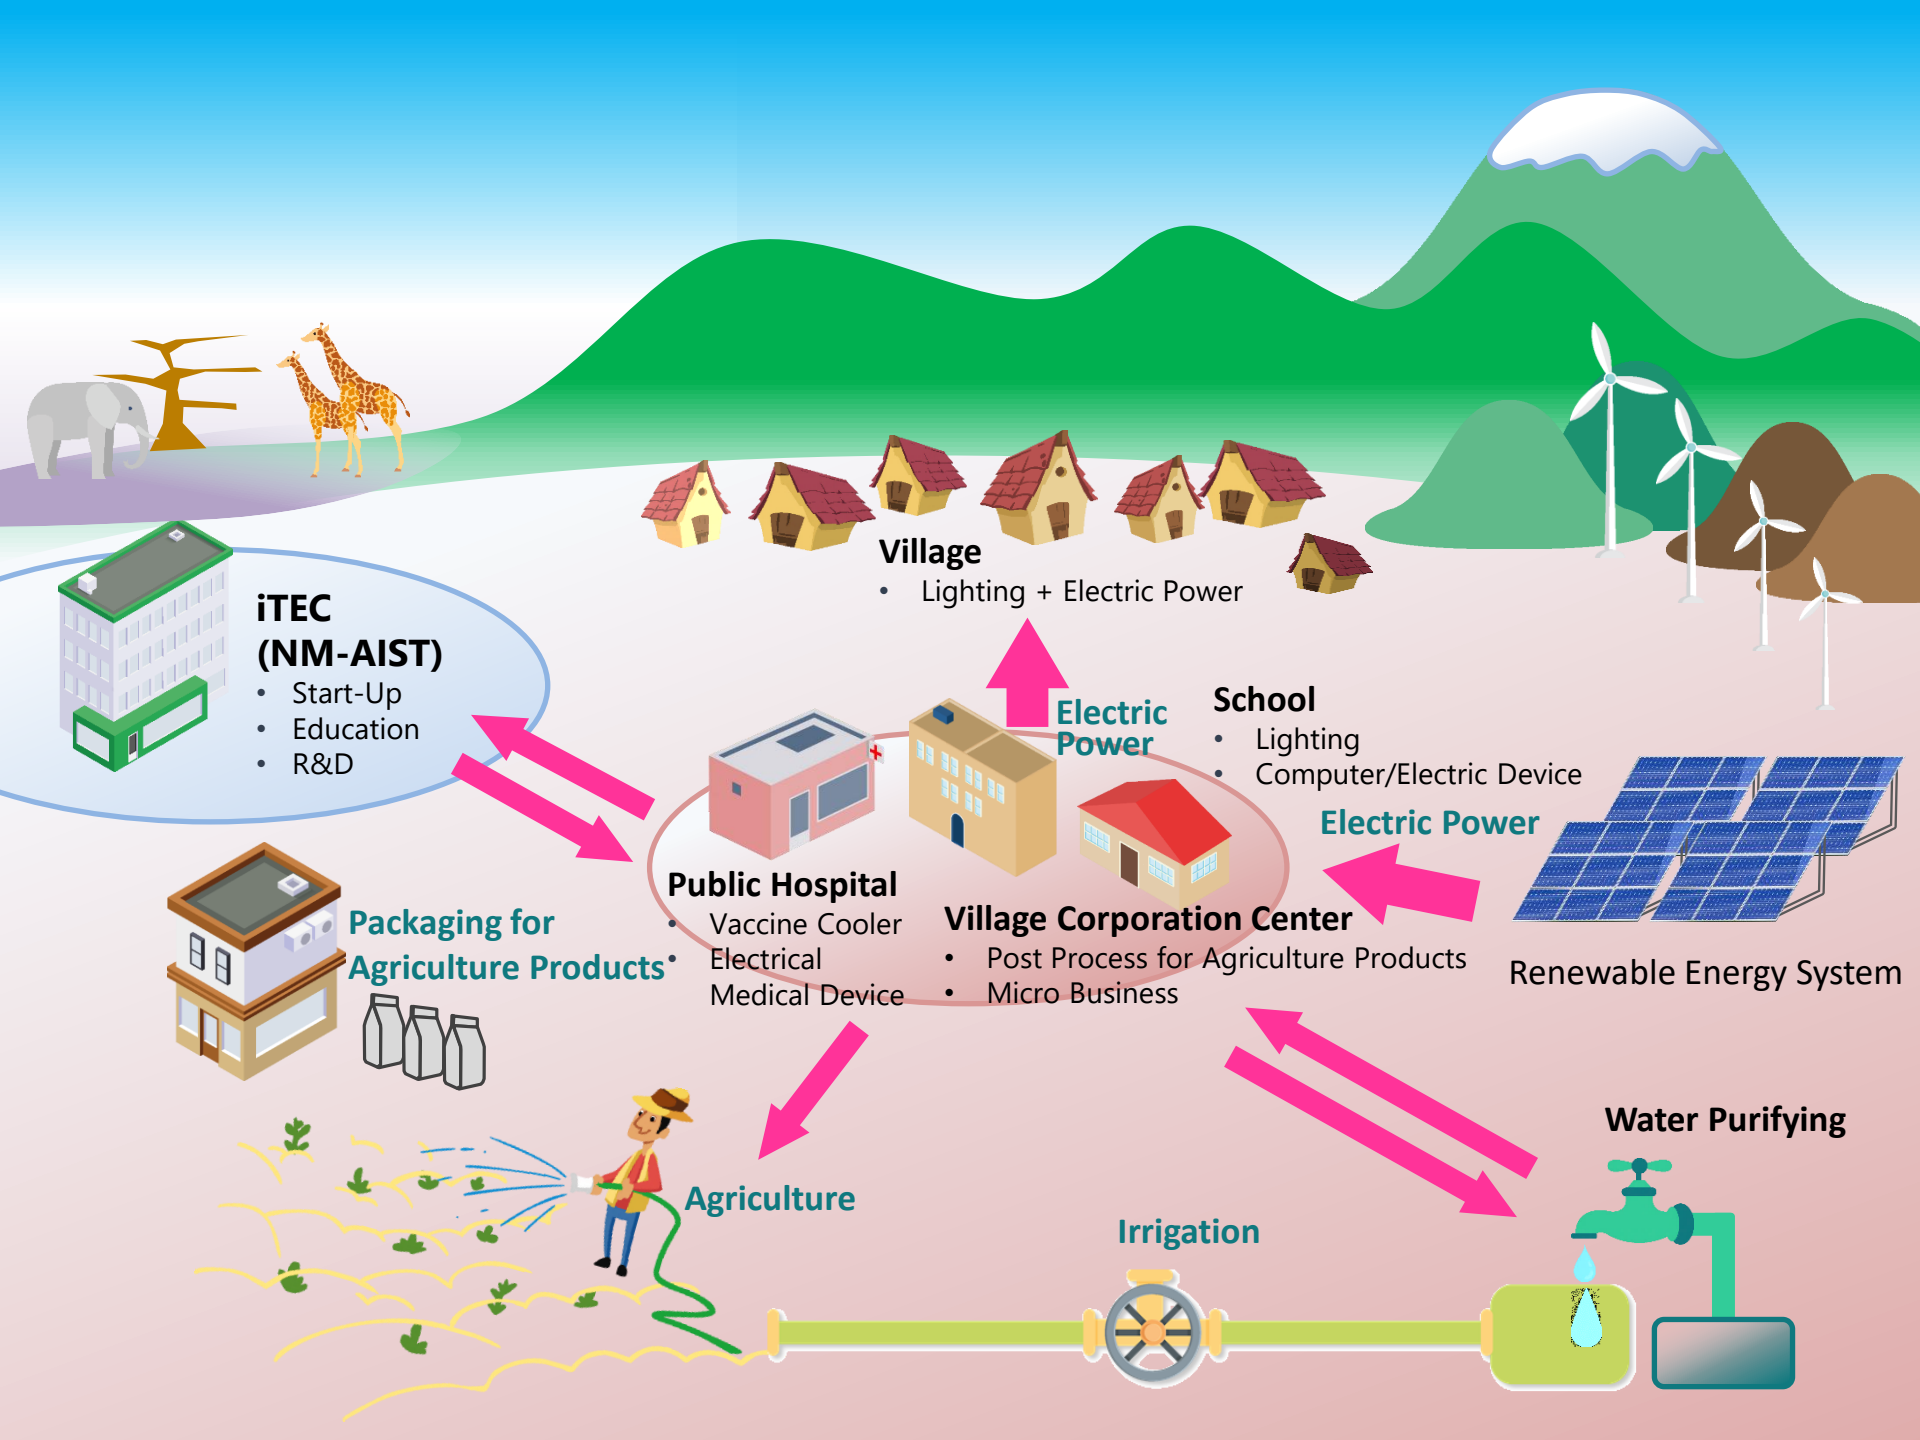 Village
• Lighting + Electric Power
iTEC
(NM-AIST)
• Start-Up
• Education
• R&D
Electric
Power
School
• Lighting
• Computer/Electric Device
Electric Power
Public Hospital
• Vaccine Cooler
• Electrical
Medical Device
Village Corporation Center
• Post Process for Agriculture Products
• Micro Business
Renewable Energy System
Packaging for
Agriculture Products
Water Purifying
Agriculture
Irrigation